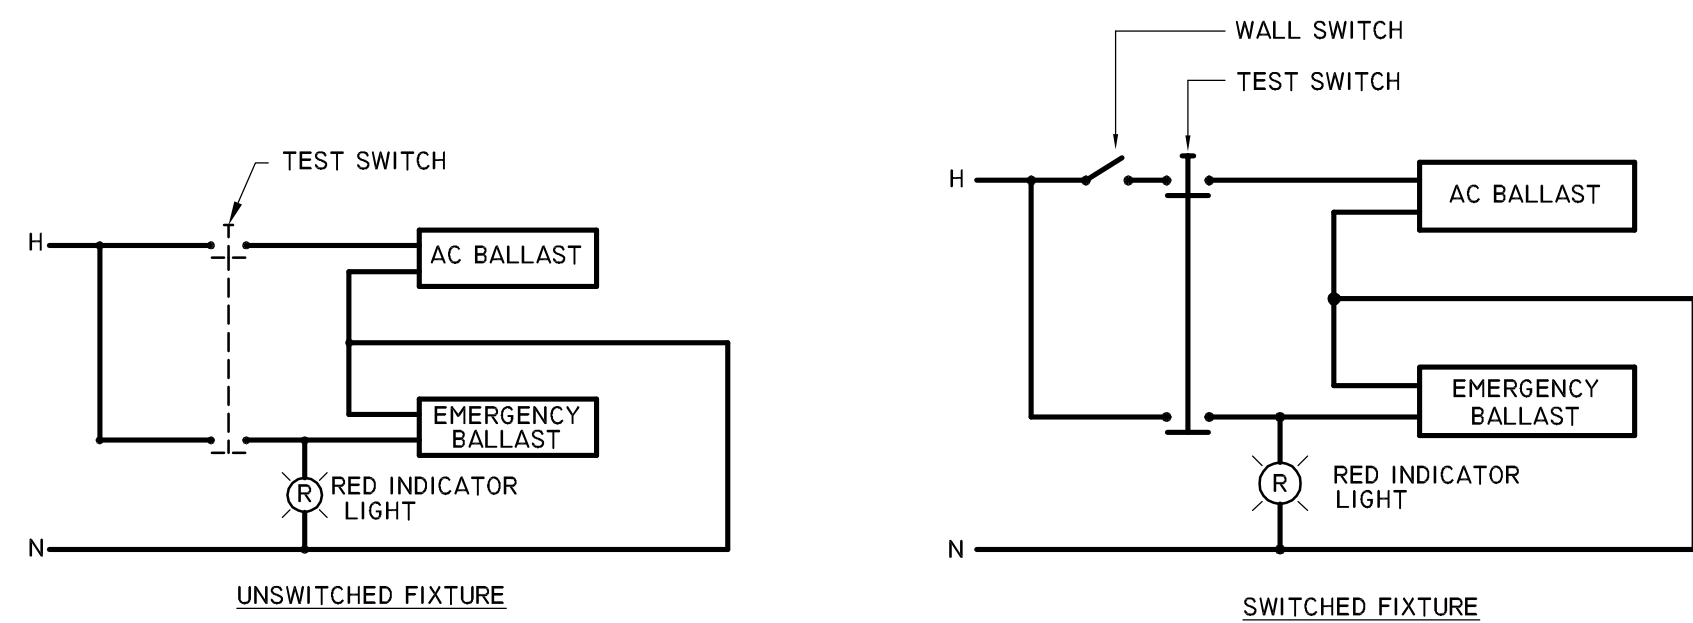 TEST SWITCH
H
AC BALLAST
EMERGENCY
BALLAST
R
RED INDICATOR
LIGHT
N
UNSWITCHED FIXTURE
WALL SWITCH
TEST SWITCH
H
AC BALLAST
EMERGENCY
BALLAST
R
RED INDICATOR
LIGHT
N
SWITCHED FIXTURE